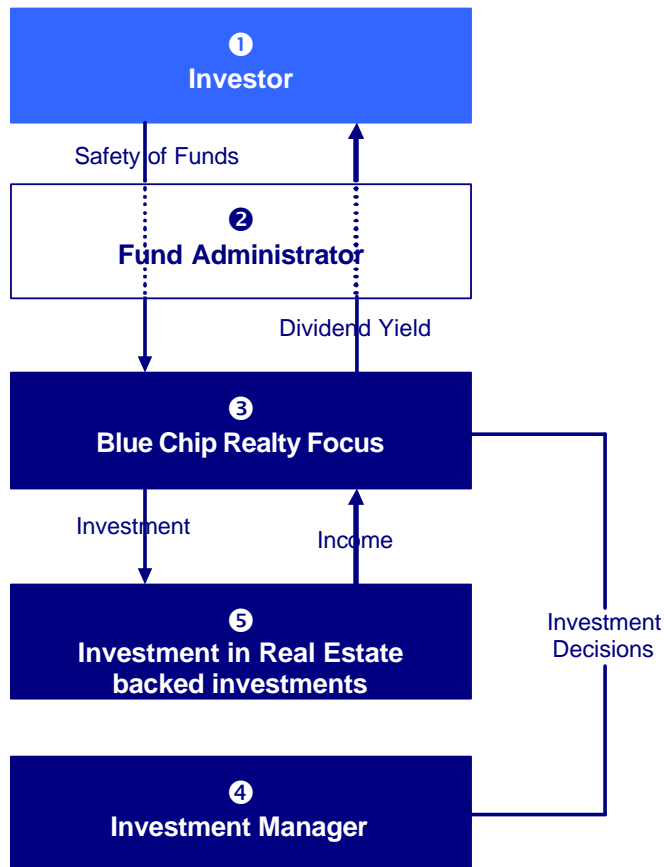 ❶
Investor
Safety of Funds
❷
Fund Administrator
Dividend Yield
❸
Blue Chip Realty Focus
Investment
Income
❺
Investment in Real Estate
backed investments
Investment
Decisions
❹
Investment Manager